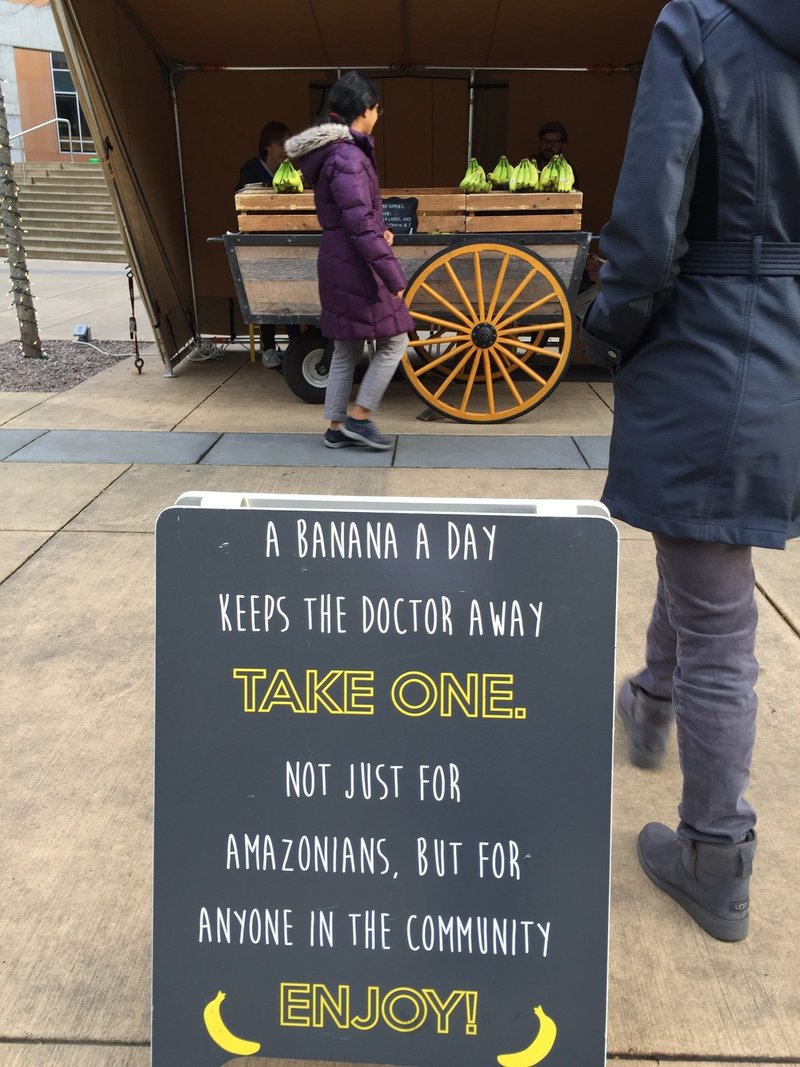 A BANANA A DAY
KEEPS THE DOCTOR AWAY
TAKE ONE.
NOT JUST FOR
AMAZONIANS, BUT FOR
ANYONE IN THE COMMUNITY
ENJOY!
UGG